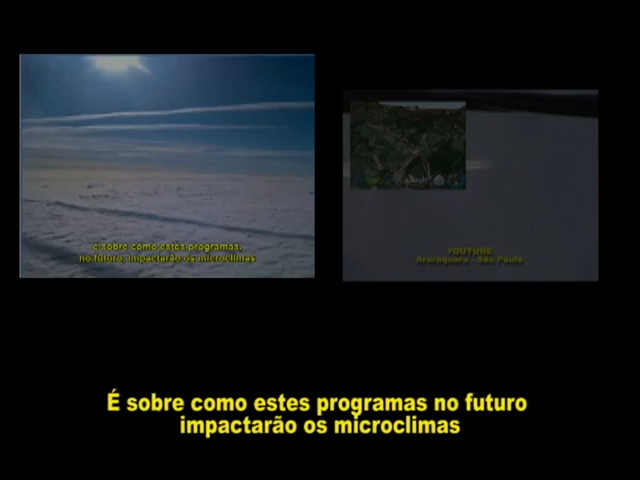 é sobre como estes programas,
no futuro, impactarão os microclimas
YOUTUBE
Araraquara - São Paulo
É sobre como estes programas no futuro
impactarão os microclimas